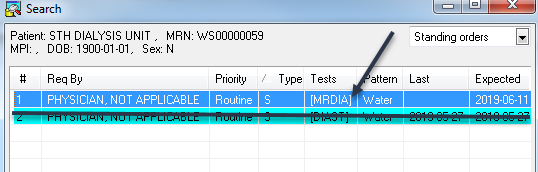 Search
Patient: STH DIALYSIS UNIT , MRN: WS00000059
MPI: , DOB: 1900-01-01, Sex: N
Standing orders
# Req By Priority / Type Tests Pattern Last Expected
1 PHYSICIAN, NOT APPLICABLE Routine S [MRDIA] Water 2019-06-11
2 PHYSICIAN, NOT APPLICABLE Routine S [DIAST] Water 2019-05-27 2019-05-27